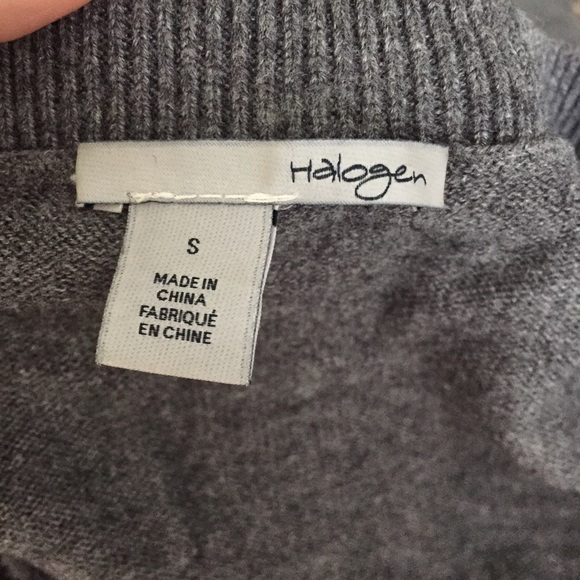 Halogen
S
MADE IN
CHINA
FABRIQUÉ
EN CHINE